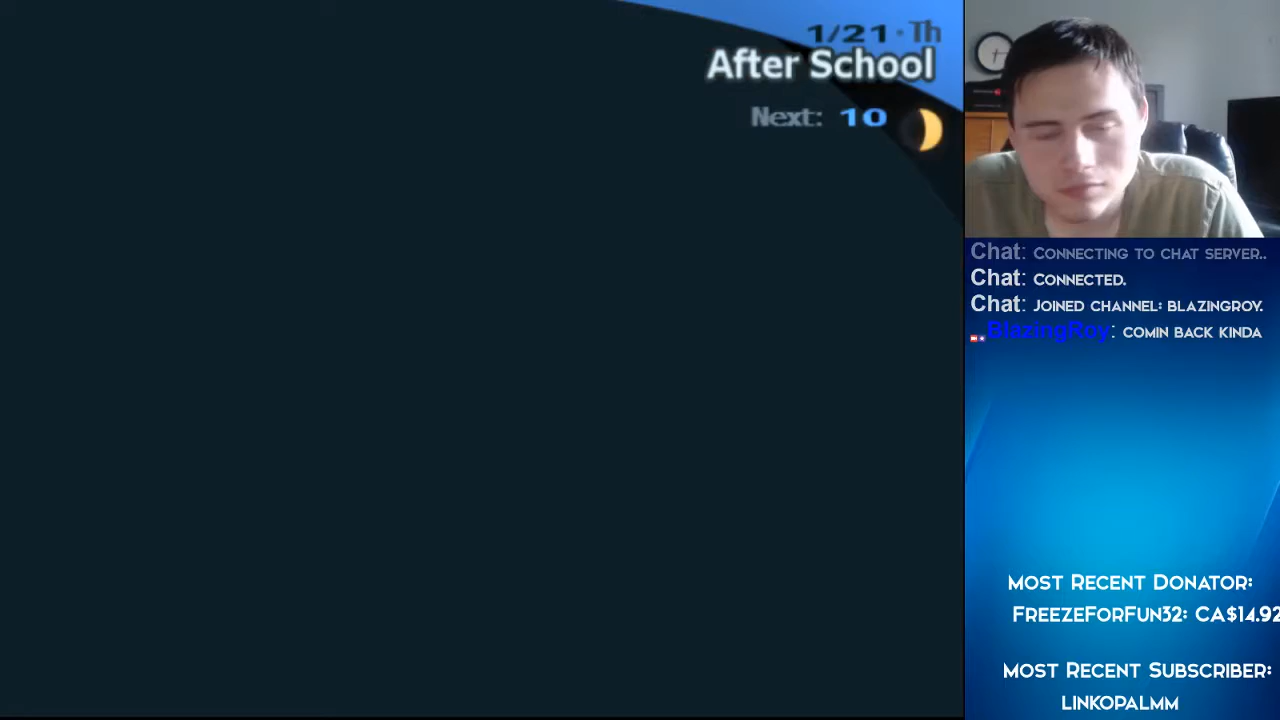 1/21 · Th
After School
Next: 10
Chat: Connecting to chat server..
Chat: Connected.
Chat: Joined channel: blazingroy.
BlazingRoy: comin back kinda
Most Recent Donator:
FreezeForFun32: CA$14.92
Most Recent Subscriber:
linkopalmm